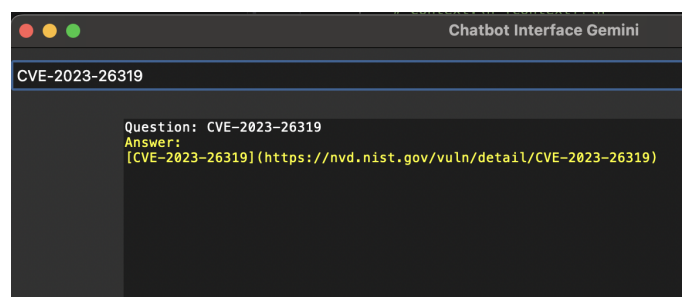 Chatbot Interface Gemini
CVE-2023-26319
Question: CVE-2023-26319
Answer:
[CVE-2023-26319](https://nvd.nist.gov/vuln/detail/CVE-2023-26319)